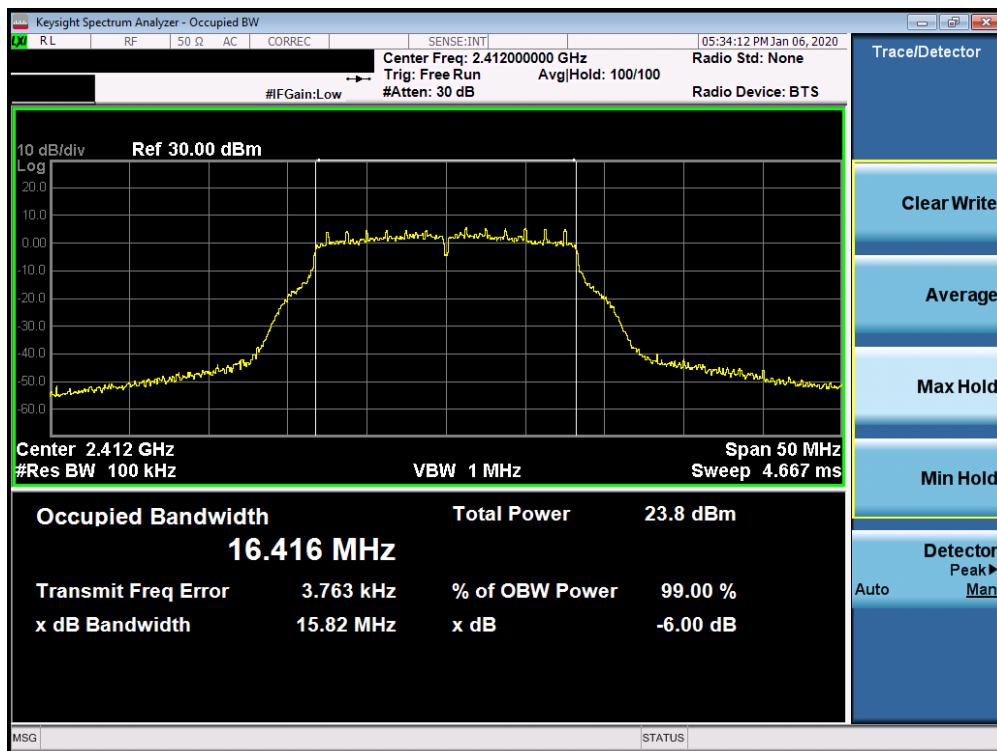 Keysight Spectrum Analyzer - Occupied BW
LXI RL RF 50 Ω AC CORREC SENSE:INT 05:34:12 PM Jan 06, 2020
Center Freq: 2.412000000 GHz Radio Std: None
Trig: Free Run Avg|Hold: 100/100
#IFGain:Low #Atten: 30 dB Radio Device: BTS
Trace/Detector
10 dB/div Ref 30.00 dBm
Log
20.0
10.0
0.00
-10.0
-20.0
-30.0
-40.0
-50.0
-60.0
Center 2.412 GHz Span 50 MHz
#Res BW 100 kHz VBW 1 MHz Sweep 4.667 ms
Occupied Bandwidth Total Power 23.8 dBm
16.416 MHz
Transmit Freq Error 3.763 kHz % of OBW Power 99.00 %
x dB Bandwidth 15.82 MHz x dB -6.00 dB
Clear Write
Average
Max Hold
Min Hold
Detector
Peak▶
Auto Man
MSG STATUS